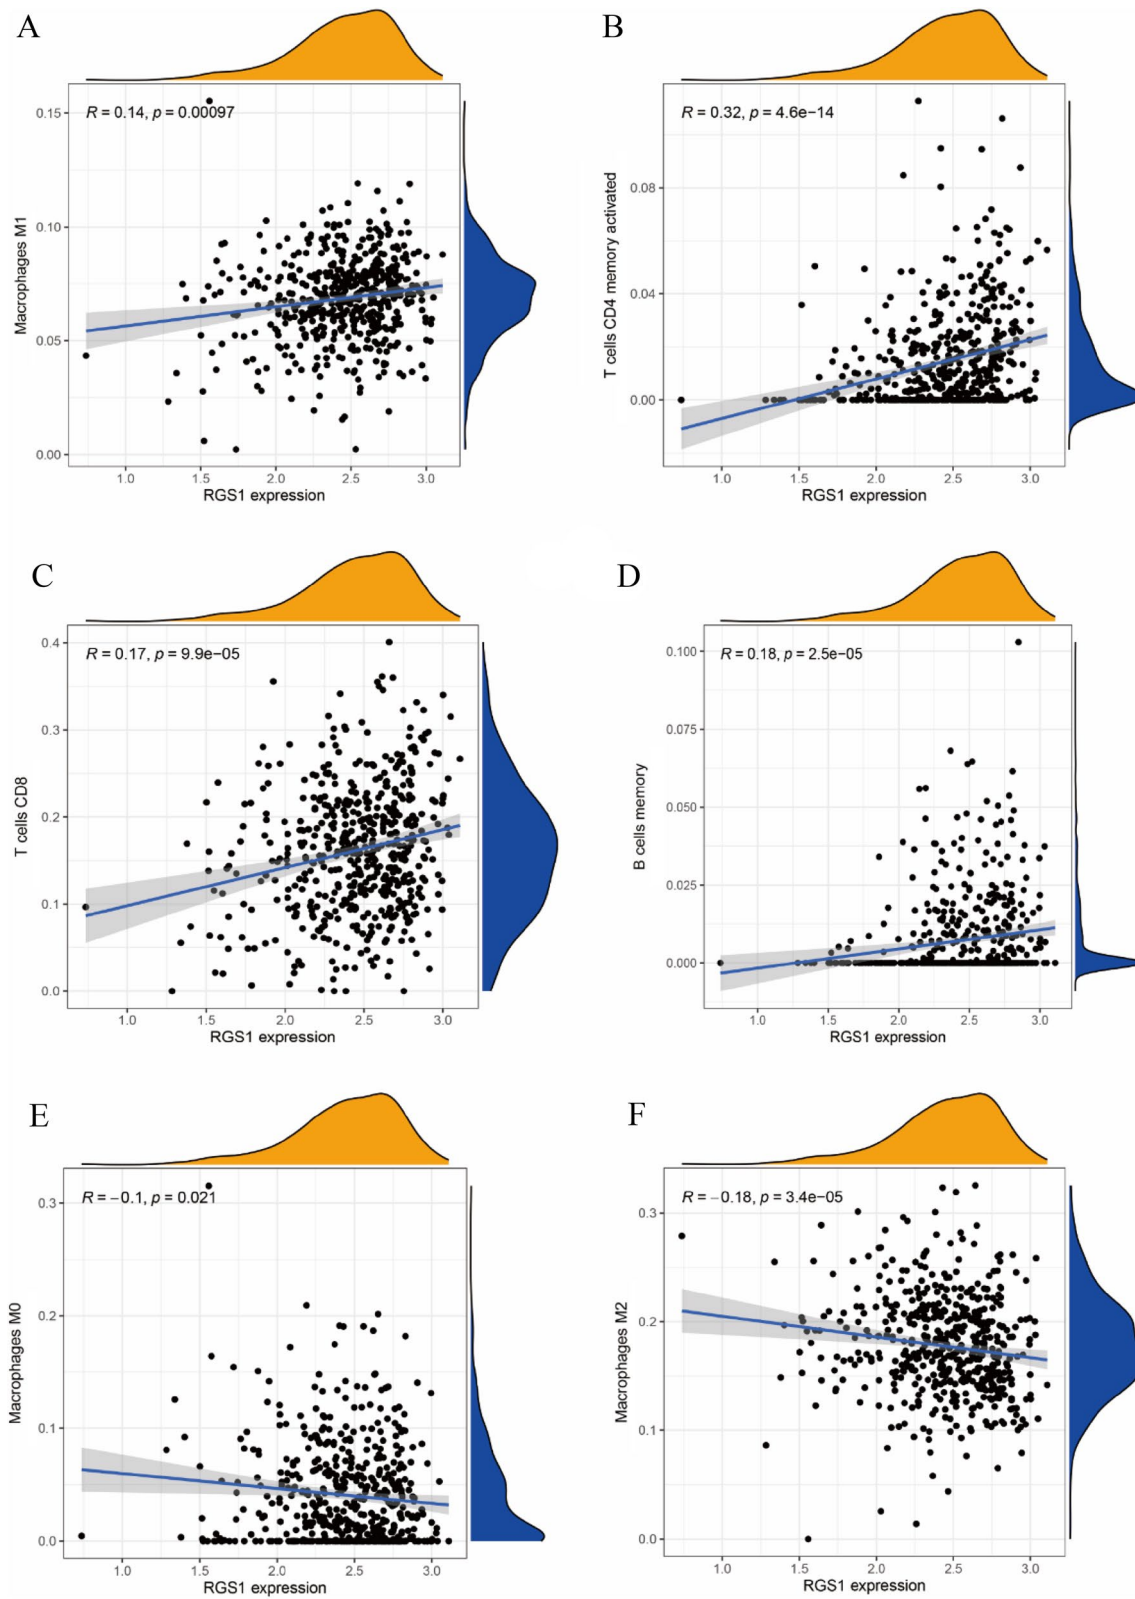 A
R = 0.14, p = 0.00097
0.15
0.10
0.05
0.00
Macrophages M1
1.0 1.5 2.0 2.5 3.0
RGS1 expression
B
R = 0.32, p = 4.6e−14
0.08
0.04
0.00
T cells CD4 memory activated
1.0 1.5 2.0 2.5 3.0
RGS1 expression
C
R = 0.17, p = 9.9e−05
0.4
0.3
0.2
0.1
0.0
T cells CD8
1.0 1.5 2.0 2.5 3.0
RGS1 expression
D
R = 0.18, p = 2.5e−05
0.100
0.075
0.050
0.025
0.000
B cells memory
1.0 1.5 2.0 2.5 3.0
RGS1 expression
E
R = −0.1, p = 0.021
0.3
0.2
0.1
0.0
Macrophages M0
1.0 1.5 2.0 2.5 3.0
RGS1 expression
F
R = −0.18, p = 3.4e−05
0.3
0.2
0.1
0.0
Macrophages M2
1.0 1.5 2.0 2.5 3.0
RGS1 expression